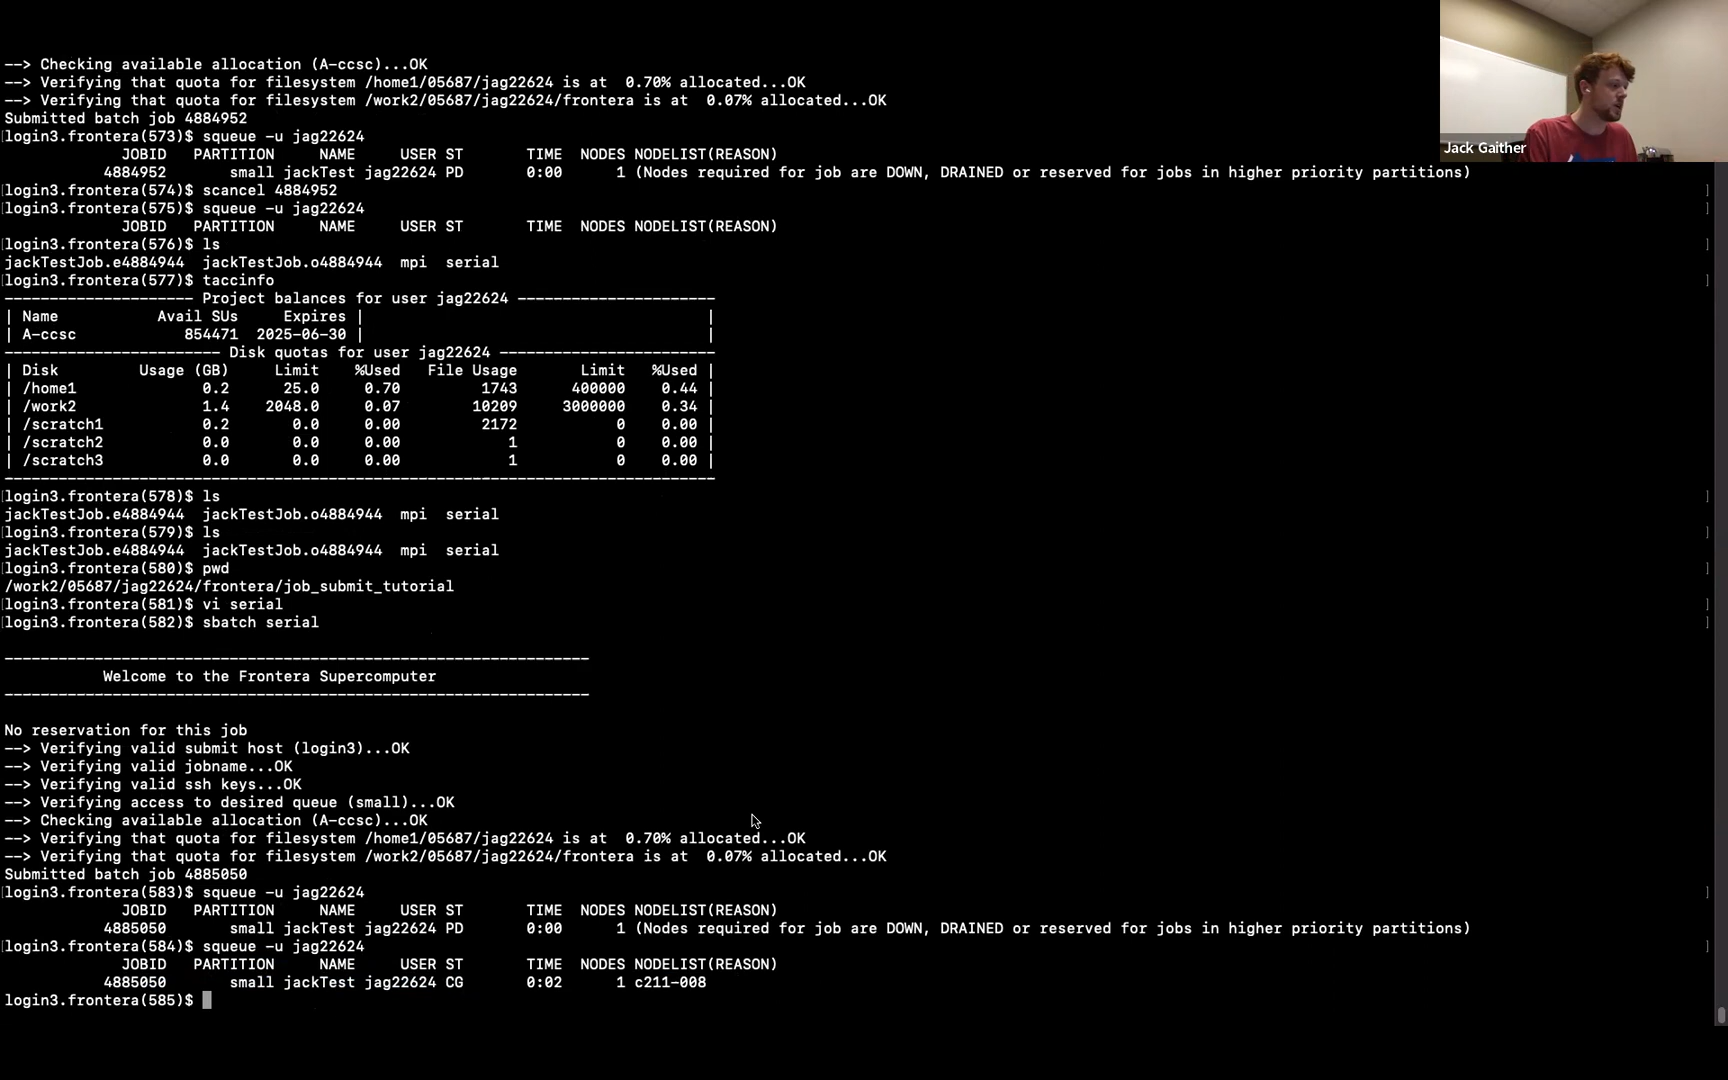 --> Checking available allocation (A-ccsc)...OK
--> Verifying that quota for filesystem /home1/05687/jag22624 is at  0.70% allocated...OK
--> Verifying that quota for filesystem /work2/05687/jag22624/frontera is at  0.07% allocated...OK
Submitted batch job 4884952
login3.frontera(573)$ squeue -u jag22624
             JOBID   PARTITION     NAME     USER ST       TIME  NODES NODELIST(REASON)
           4884952       small jackTest jag22624 PD       0:00      1 (Nodes required for job are DOWN, DRAINED or reserved for jobs in higher priority partitions)
login3.frontera(574)$ scancel 4884952
login3.frontera(575)$ squeue -u jag22624
             JOBID   PARTITION     NAME     USER ST       TIME  NODES NODELIST(REASON)
login3.frontera(576)$ ls
jackTestJob.e4884944  jackTestJob.o4884944  mpi  serial
login3.frontera(577)$ taccinfo
--------------------- Project balances for user jag22624 ----------------------
| Name           Avail SUs     Expires |                                      |
| A-ccsc            854471  2025-06-30 |                                      |
------------------------ Disk quotas for user jag22624 ------------------------
| Disk         Usage (GB)     Limit    %Used   File Usage       Limit   %Used |
| /home1              0.2      25.0     0.70         1743      400000    0.44 |
| /work2              1.4    2048.0     0.07        10209     3000000    0.34 |
| /scratch1           0.2       0.0     0.00         2172           0    0.00 |
| /scratch2           0.0       0.0     0.00            1           0    0.00 |
| /scratch3           0.0       0.0     0.00            1           0    0.00 |
-------------------------------------------------------------------------------
login3.frontera(578)$ ls
jackTestJob.e4884944  jackTestJob.o4884944  mpi  serial
login3.frontera(579)$ ls
jackTestJob.e4884944  jackTestJob.o4884944  mpi  serial
login3.frontera(580)$ pwd
/work2/05687/jag22624/frontera/job_submit_tutorial
login3.frontera(581)$ vi serial
login3.frontera(582)$ sbatch serial
-----------------------------------------------------------------
           Welcome to the Frontera Supercomputer
-----------------------------------------------------------------
No reservation for this job
--> Verifying valid submit host (login3)...OK
--> Verifying valid jobname...OK
--> Verifying valid ssh keys...OK
--> Verifying access to desired queue (small)...OK
--> Checking available allocation (A-ccsc)...OK
--> Verifying that quota for filesystem /home1/05687/jag22624 is at  0.70% allocated...OK
--> Verifying that quota for filesystem /work2/05687/jag22624/frontera is at  0.07% allocated...OK
Submitted batch job 4885050
login3.frontera(583)$ squeue -u jag22624
             JOBID   PARTITION     NAME     USER ST       TIME  NODES NODELIST(REASON)
           4885050       small jackTest jag22624 PD       0:00      1 (Nodes required for job are DOWN, DRAINED or reserved for jobs in higher priority partitions)
login3.frontera(584)$ squeue -u jag22624
             JOBID   PARTITION     NAME     USER ST       TIME  NODES NODELIST(REASON)
           4885050       small jackTest jag22624 CG       0:02      1 c211-008
login3.frontera(585)$
Jack Gaither